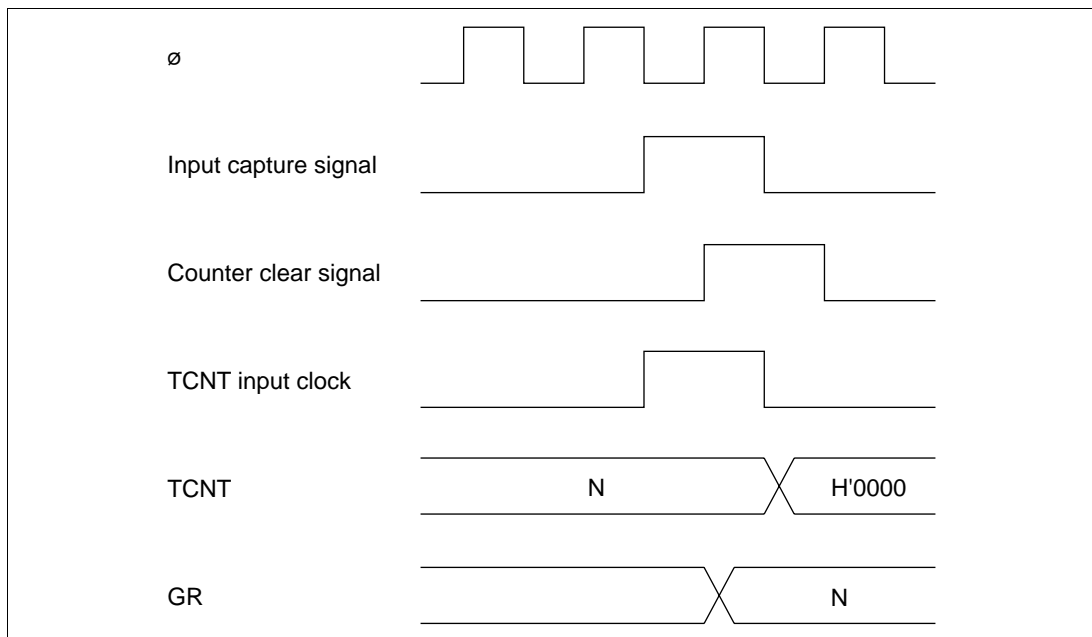 ø
Input capture signal
Counter clear signal
TCNT input clock
TCNT N H'0000
GR N